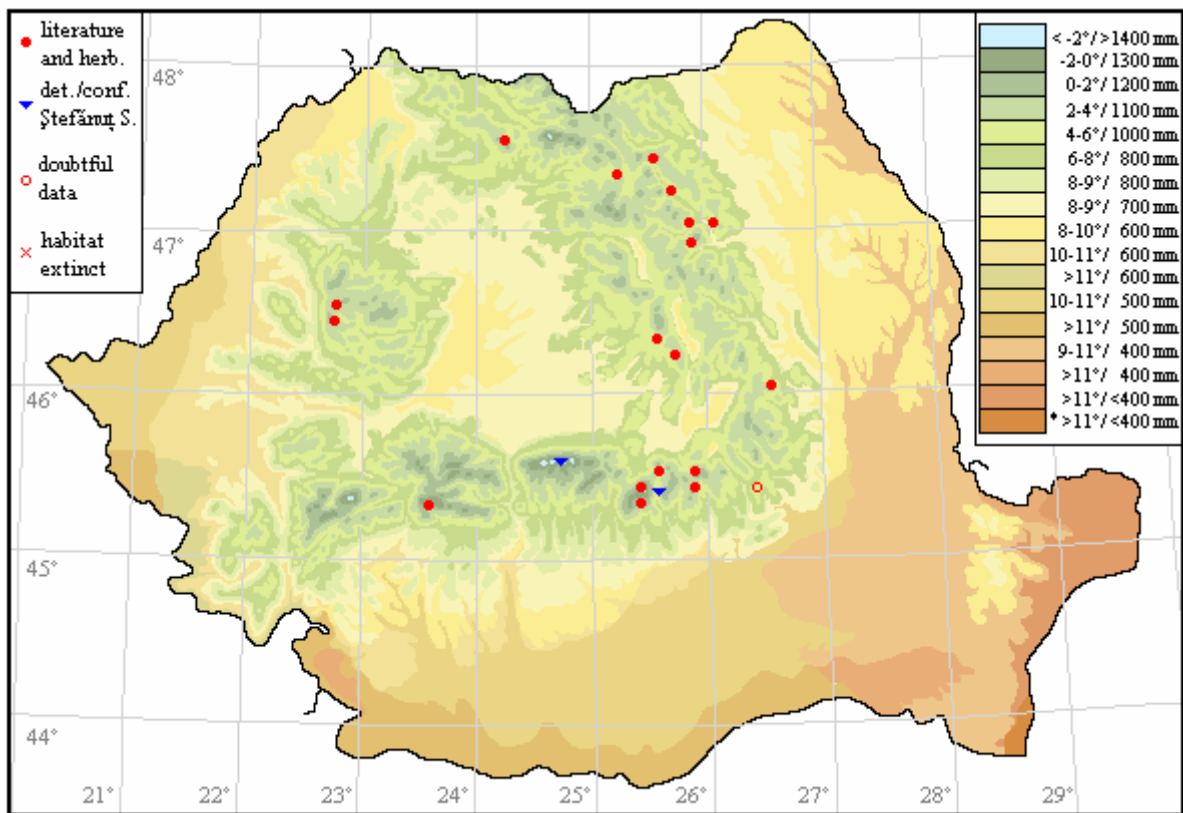 literature
and herb.
det./conf.
Ştefănuţ S.
doubtful
data
habitat
extinct
< -2°/>1400 mm
-2-0°/1300 mm
0-2°/1200 mm
2-4°/1100 mm
4-6°/1000 mm
6-8°/ 800 mm
8-9°/ 800 mm
8-9°/ 700 mm
8-10°/ 600 mm
10-11°/ 600 mm
>11°/ 600 mm
10-11°/ 500 mm
>11°/ 500 mm
9-11°/ 400 mm
>11°/ 400 mm
>11°/<400 mm
* >11°/<400 mm
48°
47°
46°
45°
44°
21° 22° 23° 24° 25° 26° 27° 28° 29°